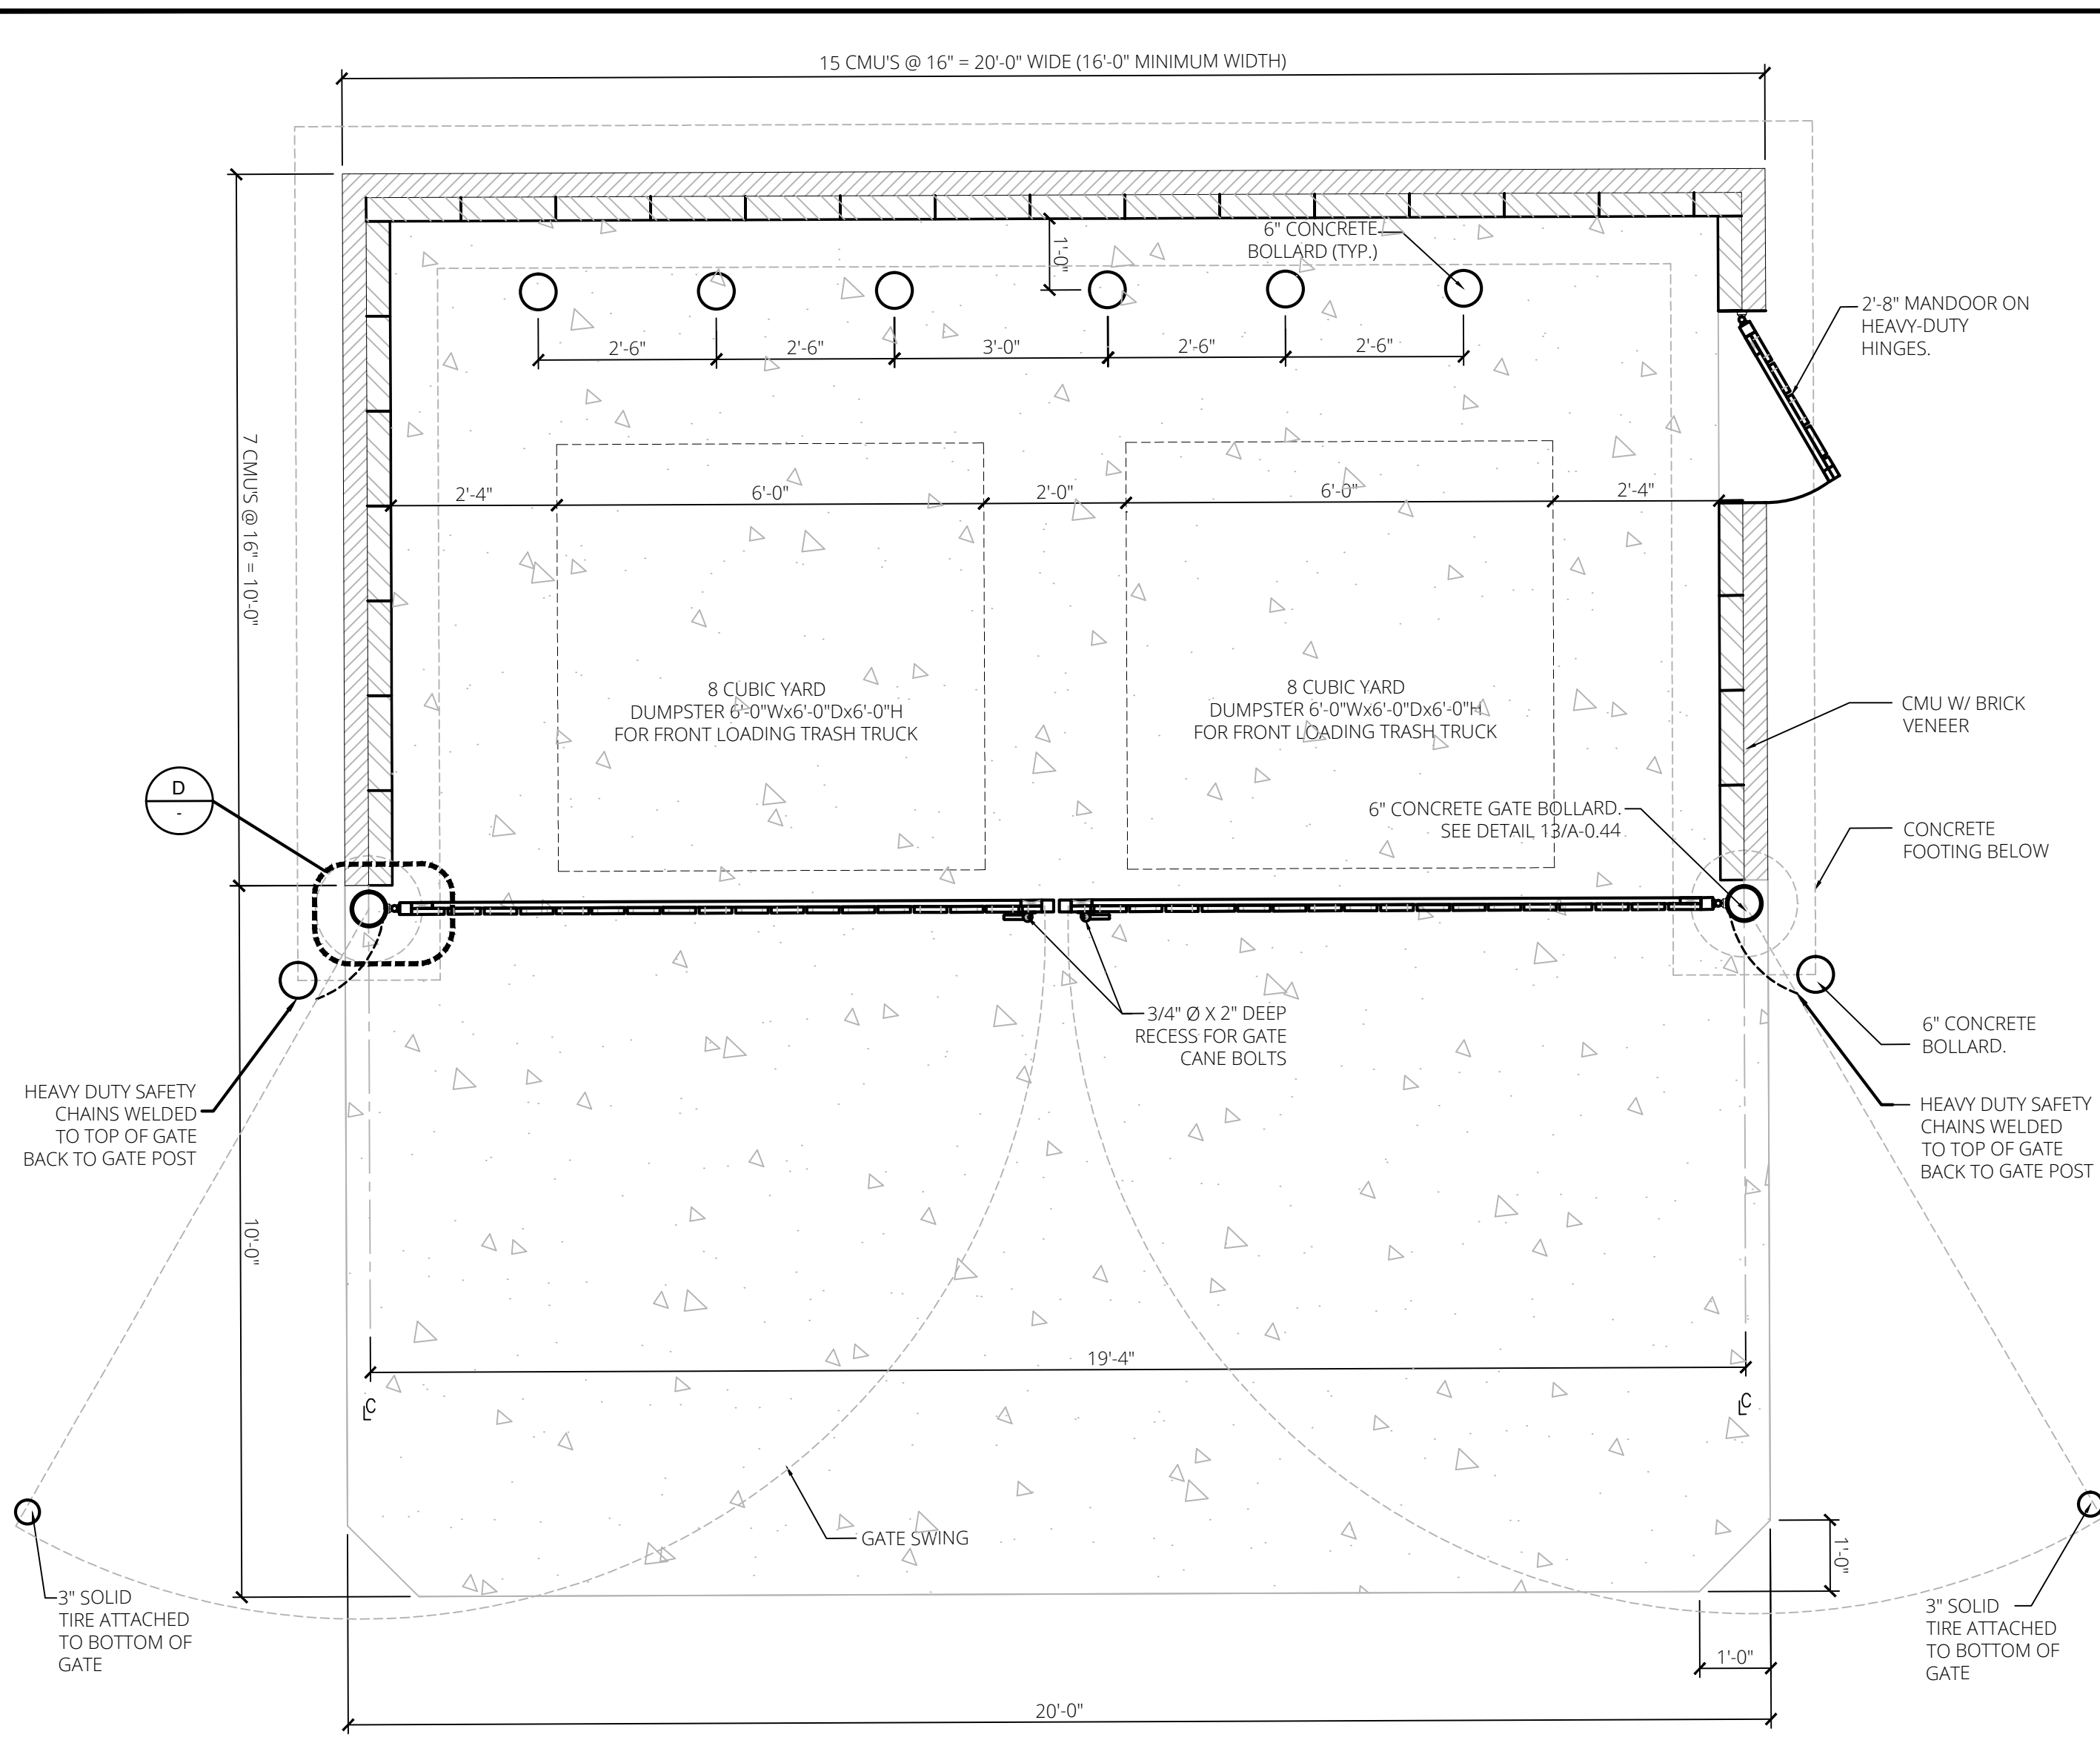 15 CMU'S @ 16" = 20'-0" WIDE (16'-0" MINIMUM WIDTH)
6" CONCRETE
BOLLARD (TYP.)
1'-0"
2'-8" MANDOOR ON
HEAVY-DUTY
HINGES.
2'-6"
2'-6"
3'-0"
2'-6"
2'-6"
7 CMU'S @ 16" = 10'-0"
2'-4"
6'-0"
2'-0"
6'-0"
2'-4"
8 CUBIC YARD
DUMPSTER 6'-0"Wx6'-0"Dx6'-0"H
FOR FRONT LOADING TRASH TRUCK
8 CUBIC YARD
DUMPSTER 6'-0"Wx6'-0"Dx6'-0"H
FOR FRONT LOADING TRASH TRUCK
CMU W/ BRICK
VENEER
D
-
6" CONCRETE GATE BOLLARD.
SEE DETAIL 13/A-0.44
CONCRETE
FOOTING BELOW
3/4" Ø X 2" DEEP
RECESS FOR GATE
CANE BOLTS
6" CONCRETE
BOLLARD.
HEAVY DUTY SAFETY
CHAINS WELDED
TO TOP OF GATE
BACK TO GATE POST
HEAVY DUTY SAFETY
CHAINS WELDED
TO TOP OF GATE
BACK TO GATE POST
10'-0"
19'-4"
CL
CL
GATE SWING
1'-0"
3" SOLID
TIRE ATTACHED
TO BOTTOM OF
GATE
3" SOLID
TIRE ATTACHED
TO BOTTOM OF
GATE
1'-0"
20'-0"